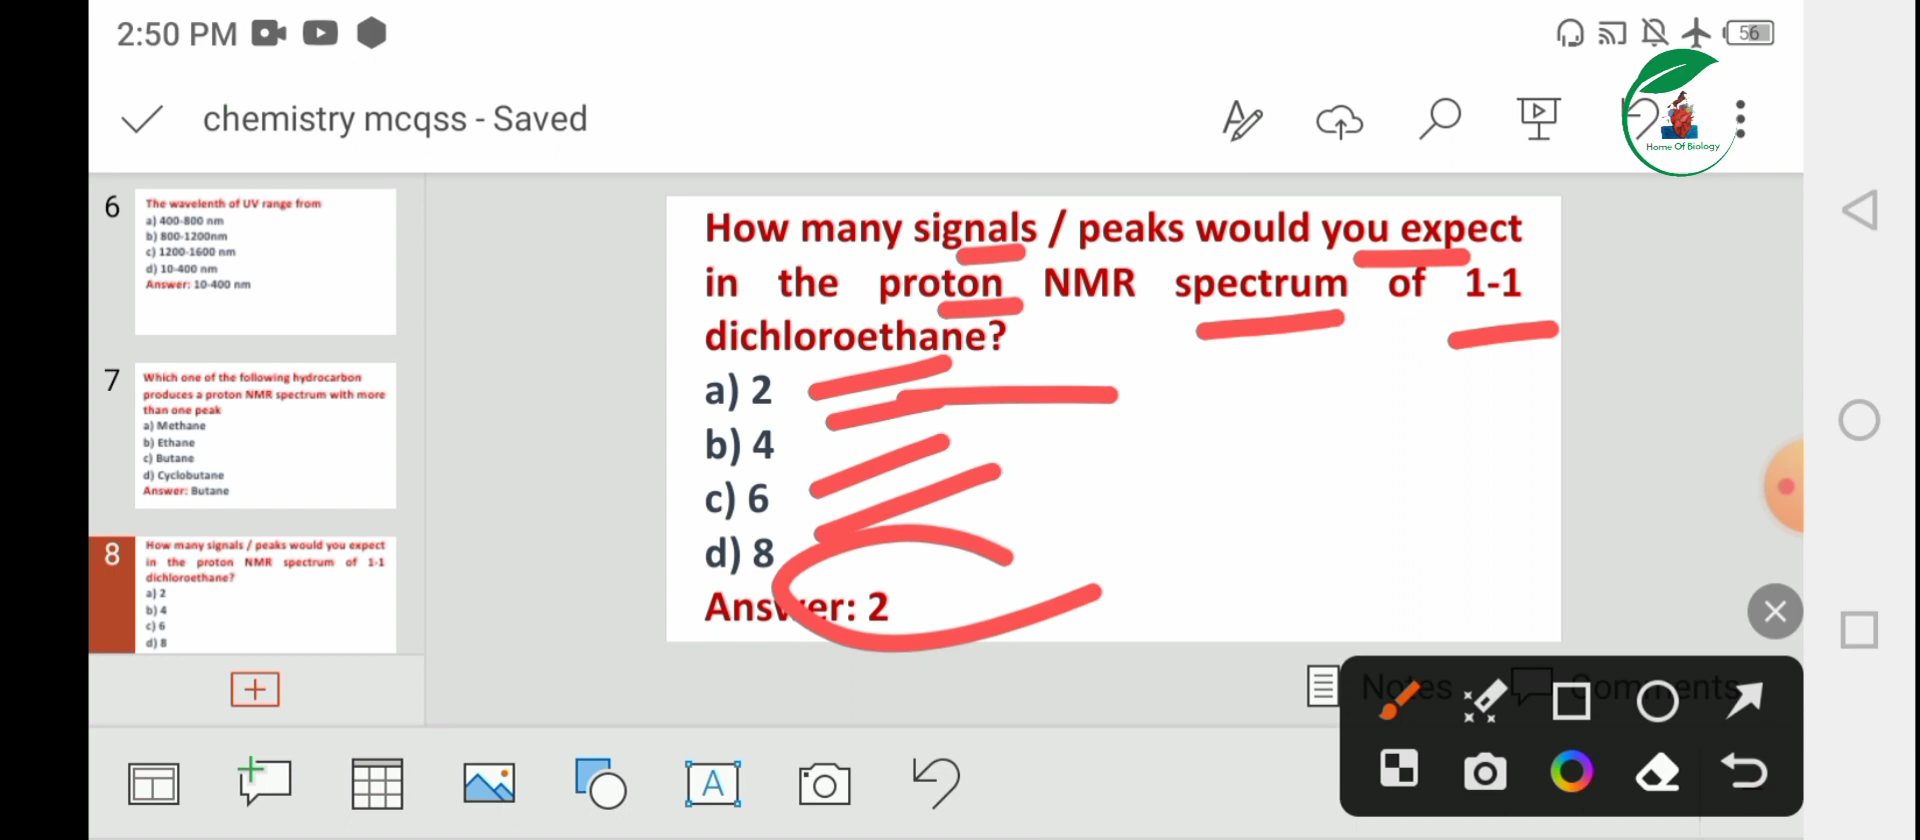 2:50 PM
56
chemistry mcqss - Saved
Home Of Biology
6
The wavelenth of UV range from
a) 400-800 nm
b) 800-1200nm
c) 1200-1600 nm
d) 10-400 nm
Answer: 10-400 nm
7
Which one of the following hydrocarbon
produces a proton NMR spectrum with more
than one peak
a) Methane
b) Ethane
c) Butane
d) Cyclobutane
Answer: Butane
8
How many signals / peaks would you expect
in the proton NMR spectrum of 1-1
dichloroethane?
a) 2
b) 4
c) 6
d) 8
How many signals / peaks would you expect
in the proton NMR spectrum of 1-1
dichloroethane?
a) 2
b) 4
c) 6
d) 8
Answer: 2
Notes
Comments
A